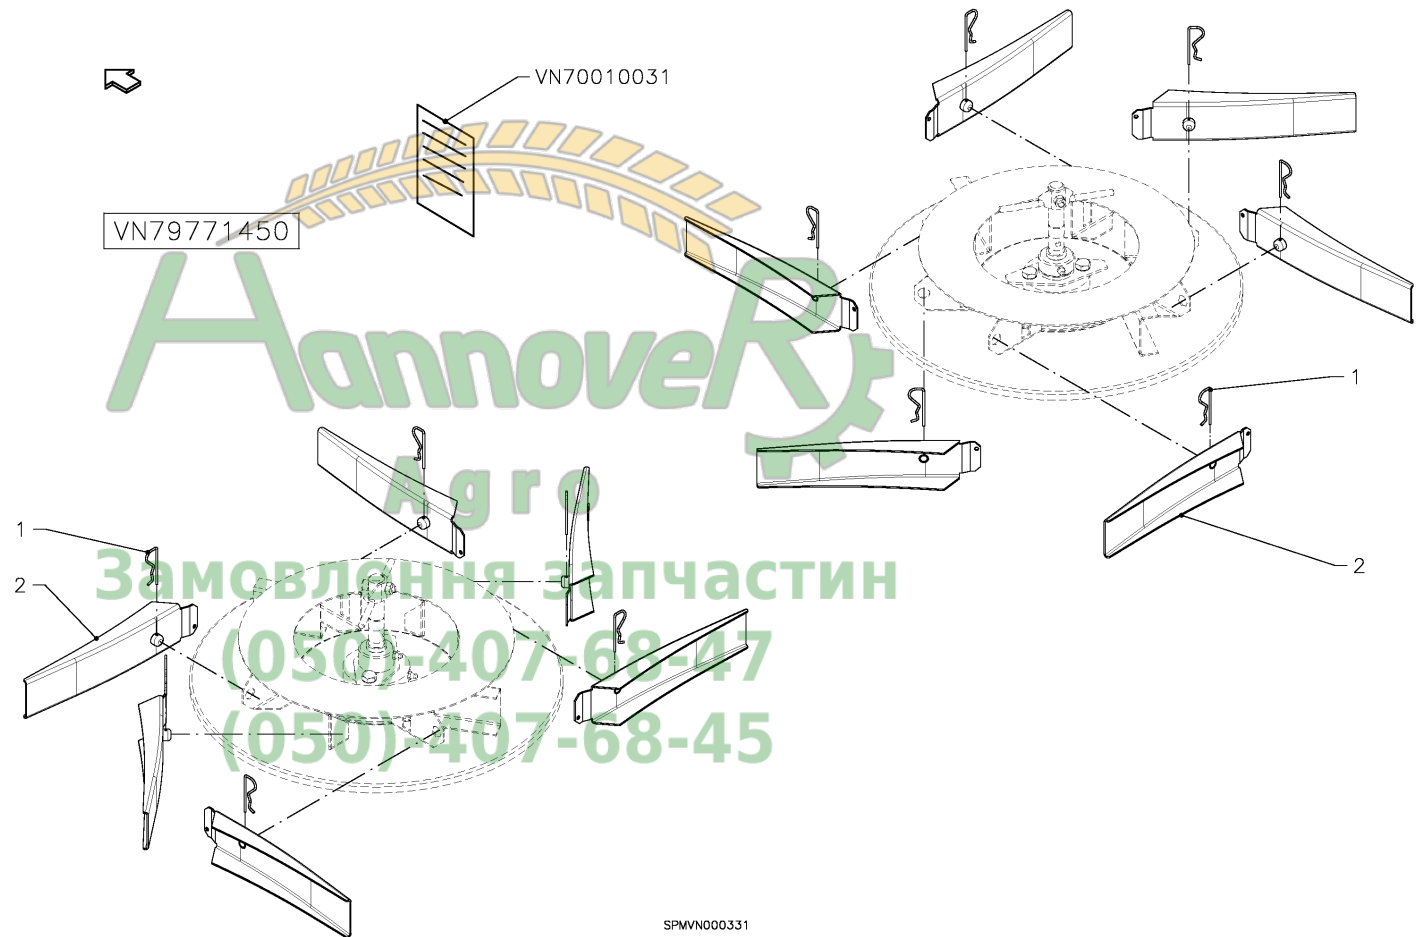 VN70010031
VN79771450
HannoveR
Agro
1
2
1
2
Замовлення запчастин
(050)-407-68-47
(050)-407-68-45
SPMVN000331